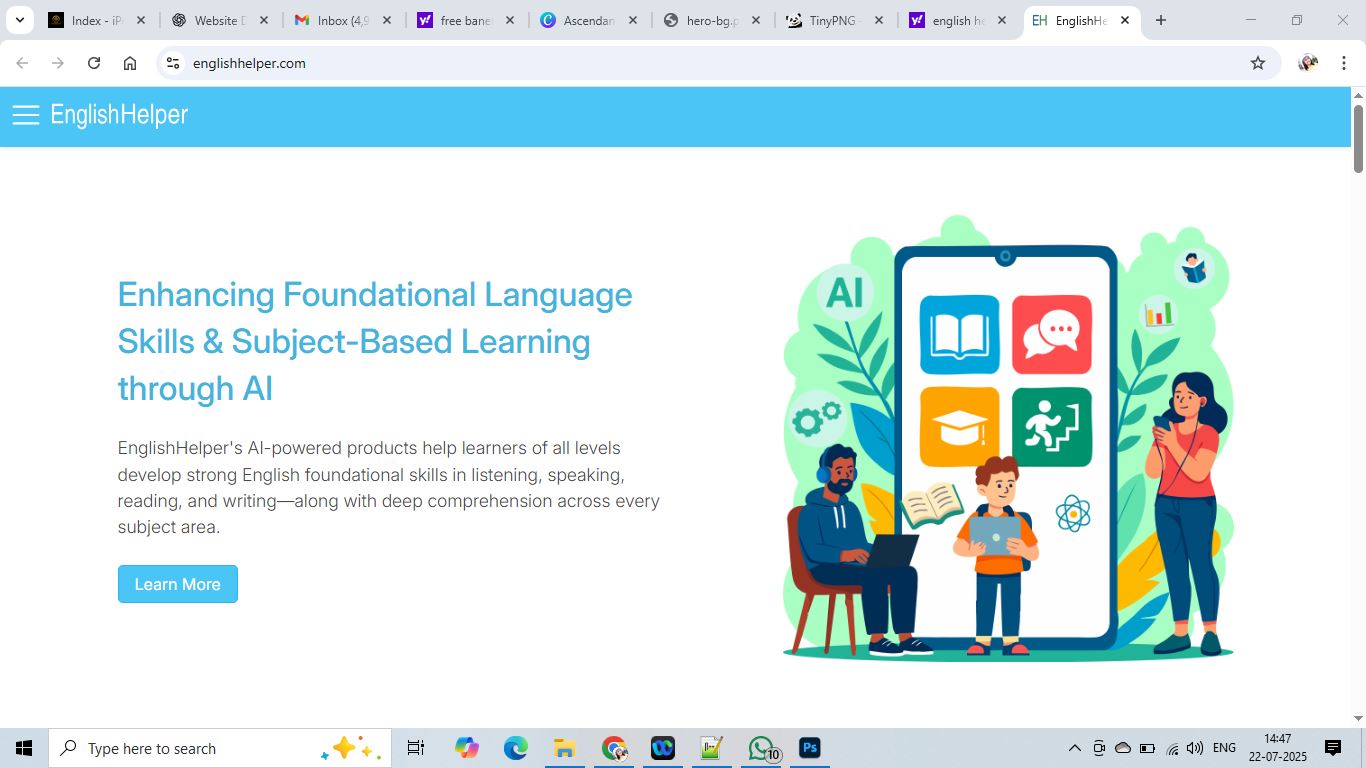 Index - iP
Website D
Inbox (4,9
free bane
Ascendan
hero-bg.p
TinyPNG -
english he
EH EnglishHe
englishhelper.com
EnglishHelper
Enhancing Foundational Language
Skills & Subject-Based Learning
through AI
EnglishHelper's AI-powered products help learners of all levels
develop strong English foundational skills in listening, speaking,
reading, and writing—along with deep comprehension across every
subject area.
Learn More
AI
Type here to search
10
Ps
ENG
14:47
22-07-2025